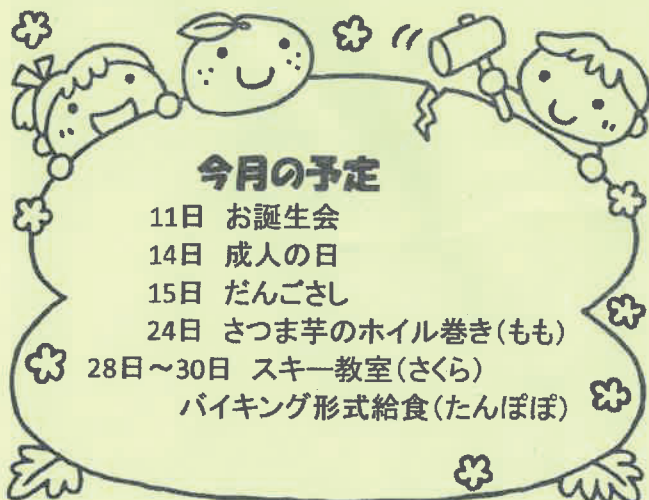 今月の予定
11日 お誕生会
14日 成人の日
15日 だんごさし
24日 さつま芋のホイル巻き(もも)
28日～30日 スキー教室(さくら)
バイキング形式給食(たんぽぽ)